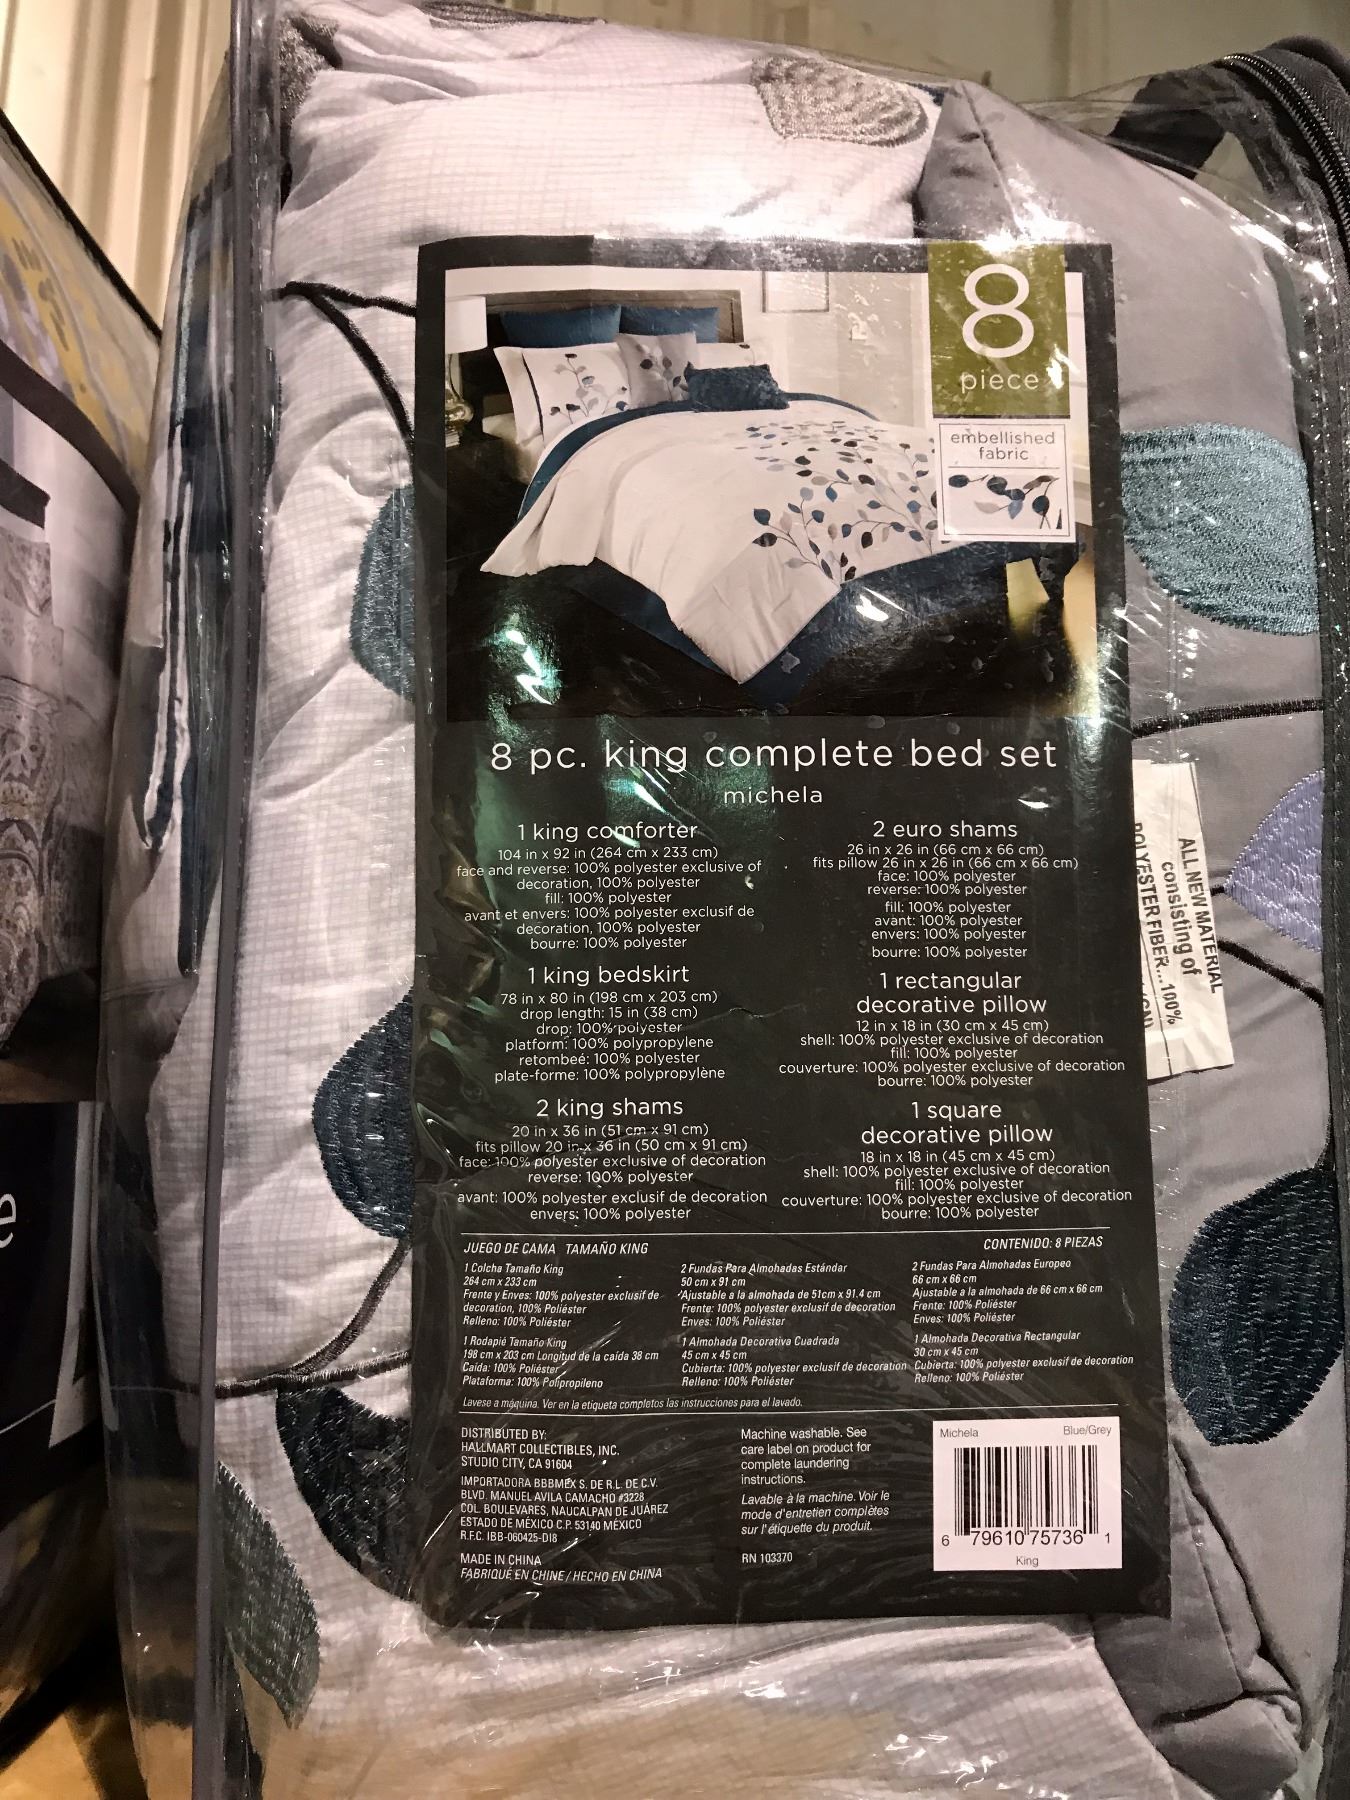 8
piece
embellished
fabric
8 pc. king complete bed set
michela
1 king comforter
104 in x 92 in (264 cm x 233 cm)
face and reverse: 100% polyester exclusive of
decoration, 100% polyester
fill: 100% polyester
avant et envers: 100% polyester exclusif de
decoration, 100% polyester
bourre: 100% polyester
1 king bedskirt
78 in x 80 in (198 cm x 203 cm)
drop length: 15 in (38 cm)
drop: 100% polyester
platform: 100% polypropylene
retombeé: 100% polyester
plate-forme: 100% polypropylène
2 king shams
20 in x 36 in (51 cm x 91 cm)
fits pillow 20 in x 36 in (50 cm x 91 cm)
face: 100% polyester exclusive of decoration
reverse: 100% polyester
avant: 100% polyester exclusif de decoration
envers: 100% polyester
2 euro shams
26 in x 26 in (66 cm x 66 cm)
fits pillow 26 in x 26 in (66 cm x 66 cm)
face: 100% polyester
reverse: 100% polyester
fill: 100% polyester
avant: 100% polyester
envers: 100% polyester
bourre: 100% polyester
1 rectangular
decorative pillow
12 in x 18 in (30 cm x 45 cm)
shell: 100% polyester exclusive of decoration
fill: 100% polyester
couverture: 100% polyester exclusive of decoration
bourre: 100% polyester
1 square
decorative pillow
18 in x 18 in (45 cm x 45 cm)
shell: 100% polyester exclusive of decoration
fill: 100% polyester
couverture: 100% polyester exclusive of decoration
bourre: 100% polyester
JUEGO DE CAMA TAMAÑO KING
CONTENIDO: 8 PIEZAS
1 Colcha Tamaño King
264 cm x 233 cm
Frente y Enves: 100% polyester exclusif de
decoration, 100% Poliéster
Relleno: 100% Poliéster
1 Rodapié Tamaño King
198 cm x 203 cm Longitud de la caída 38 cm
Caída: 100% Poliéster
Plataforma: 100% Polipropileno
2 Fundas Para Almohadas Estándar
50 cm x 91 cm
Ajustable a la almohada de 51cm x 91.4 cm
Frente: 100% polyester exclusif de decoration
Enves: 100% Poliéster
1 Almohada Decorativa Cuadrada
45 cm x 45 cm
Cubierta: 100% polyester exclusif de decoration
Relleno: 100% Poliéster
2 Fundas Para Almohadas Europeo
66 cm x 66 cm
Ajustable a la almohada de 66 cm x 66 cm
Frente: 100% Poliéster
Enves: 100% Poliéster
1 Almohada Decorativa Rectangular
30 cm x 45 cm
Cubierta: 100% polyester exclusif de decoration
Relleno: 100% Poliéster
Lavese a máquina. Ver en la etiqueta completos las instrucciones para el lavado.
DISTRIBUTED BY:
HALLMART COLLECTIBLES, INC.
STUDIO CITY, CA 91604
IMPORTADORA BBBMEX S. DE R.L. DE C.V.
BLVD. MANUEL AVILA CAMACHO #3228
COL. BOULEVARES, NAUCALPAN DE JUÁREZ
ESTADO DE MÉXICO C.P. 53140 MÉXICO
R.F.C. IBB-060425-DI8
MADE IN CHINA
FABRIQUÉ EN CHINE / HECHO EN CHINA
Machine washable. See
care label on product for
complete laundering
instructions.
Lavable à la machine. Voir le
mode d'entretien complètes
sur l'étiquette du produit.
RN 103370
Michela Blue/Grey
6 79610 75736 1
King
ALL NEW MATERIAL
consisting of
POLYESTER FIBER...100%